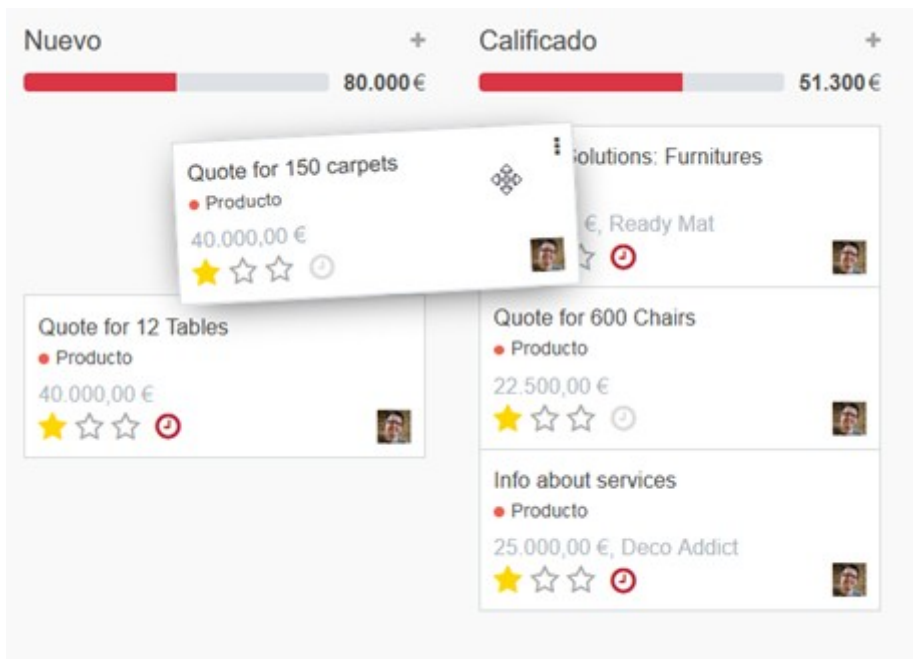 Nuevo +
80.000 €
Quote for 150 carpets
Producto
40.000,00 €
Quote for 12 Tables
Producto
40.000,00 €
Calificado +
51.300 €
Furnitures
€, Ready Mat
Quote for 600 Chairs
Producto
22.500,00 €
Info about services
Producto
25.000,00 €, Deco Addict